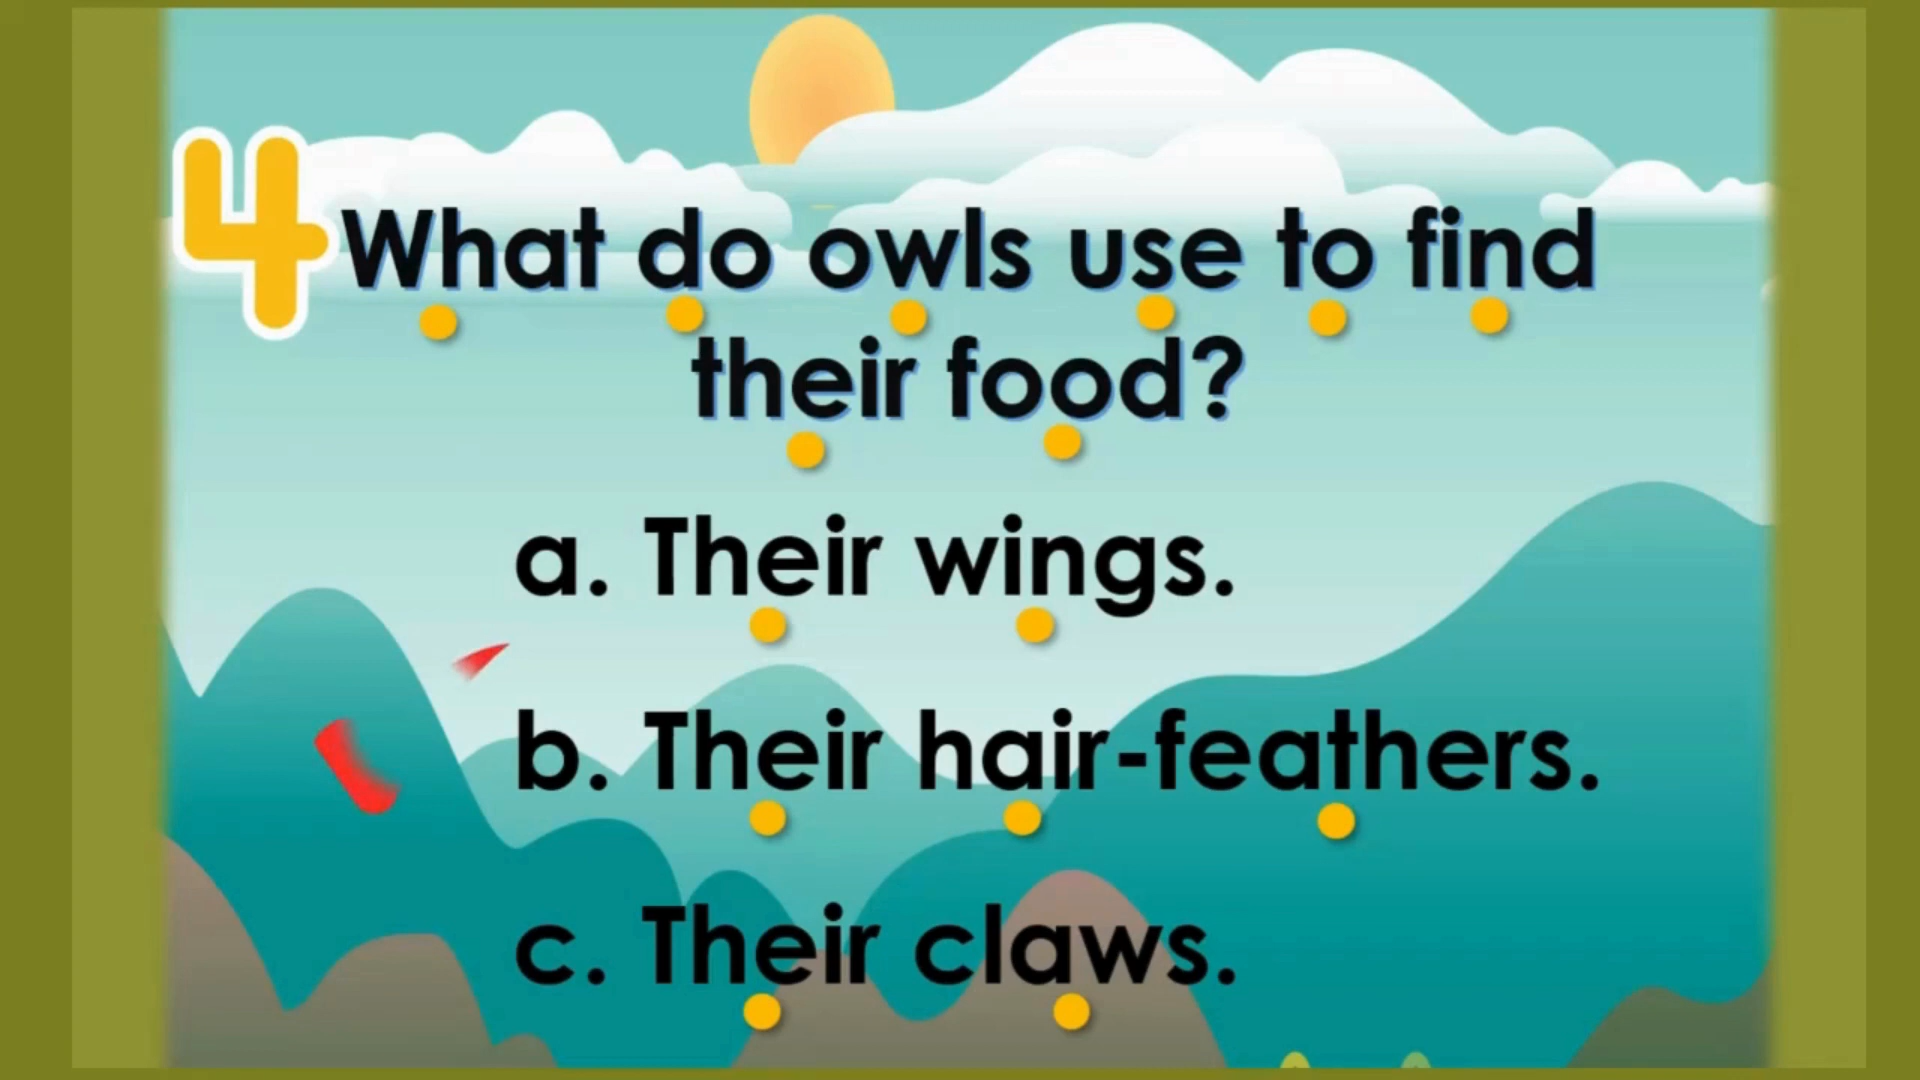 4 What do owls use to find
their food?
a. Their wings.
b. Their hair-feathers.
c. Their claws.